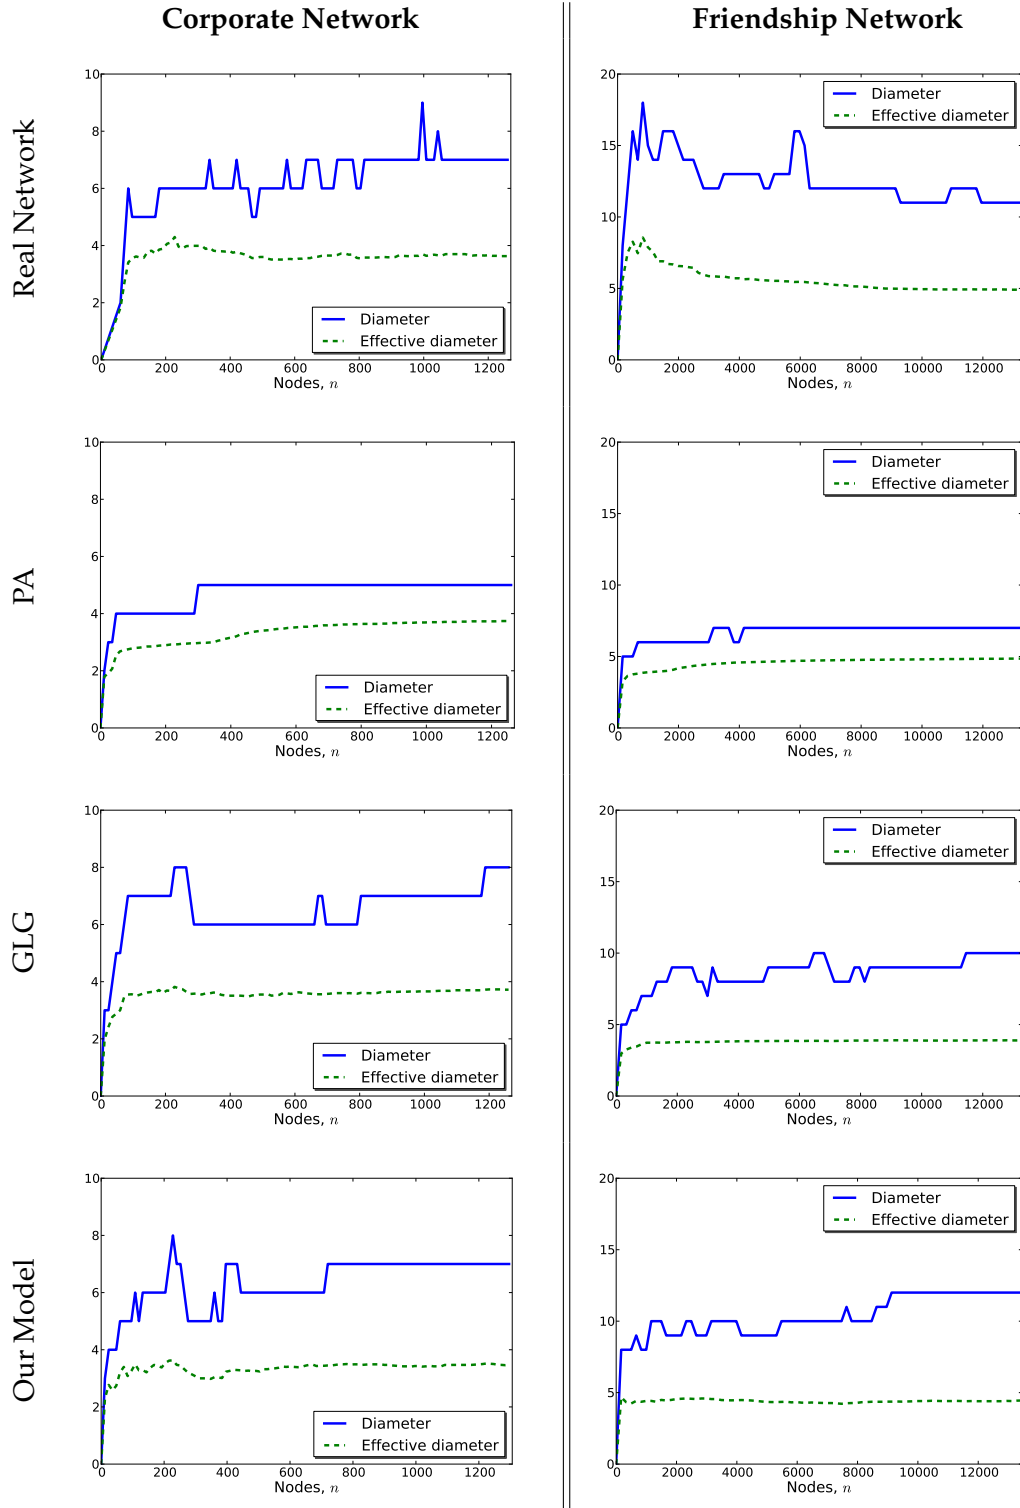 Corporate Network
Friendship Network
Real Network
10
8
6
4
2
0
0 200 400 600 800 1000 1200
Nodes, n
Diameter
Effective diameter
20
15
10
5
0
0 2000 4000 6000 8000 10000 12000
Nodes, n
Diameter
Effective diameter
PA
10
8
6
4
2
0
0 200 400 600 800 1000 1200
Nodes, n
Diameter
Effective diameter
20
15
10
5
0
0 2000 4000 6000 8000 10000 12000
Nodes, n
Diameter
Effective diameter
GLG
10
8
6
4
2
0
0 200 400 600 800 1000 1200
Nodes, n
Diameter
Effective diameter
20
15
10
5
0
0 2000 4000 6000 8000 10000 12000
Nodes, n
Diameter
Effective diameter
Our Model
10
8
6
4
2
0
0 200 400 600 800 1000 1200
Nodes, n
Diameter
Effective diameter
20
15
10
5
0
0 2000 4000 6000 8000 10000 12000
Nodes, n
Diameter
Effective diameter